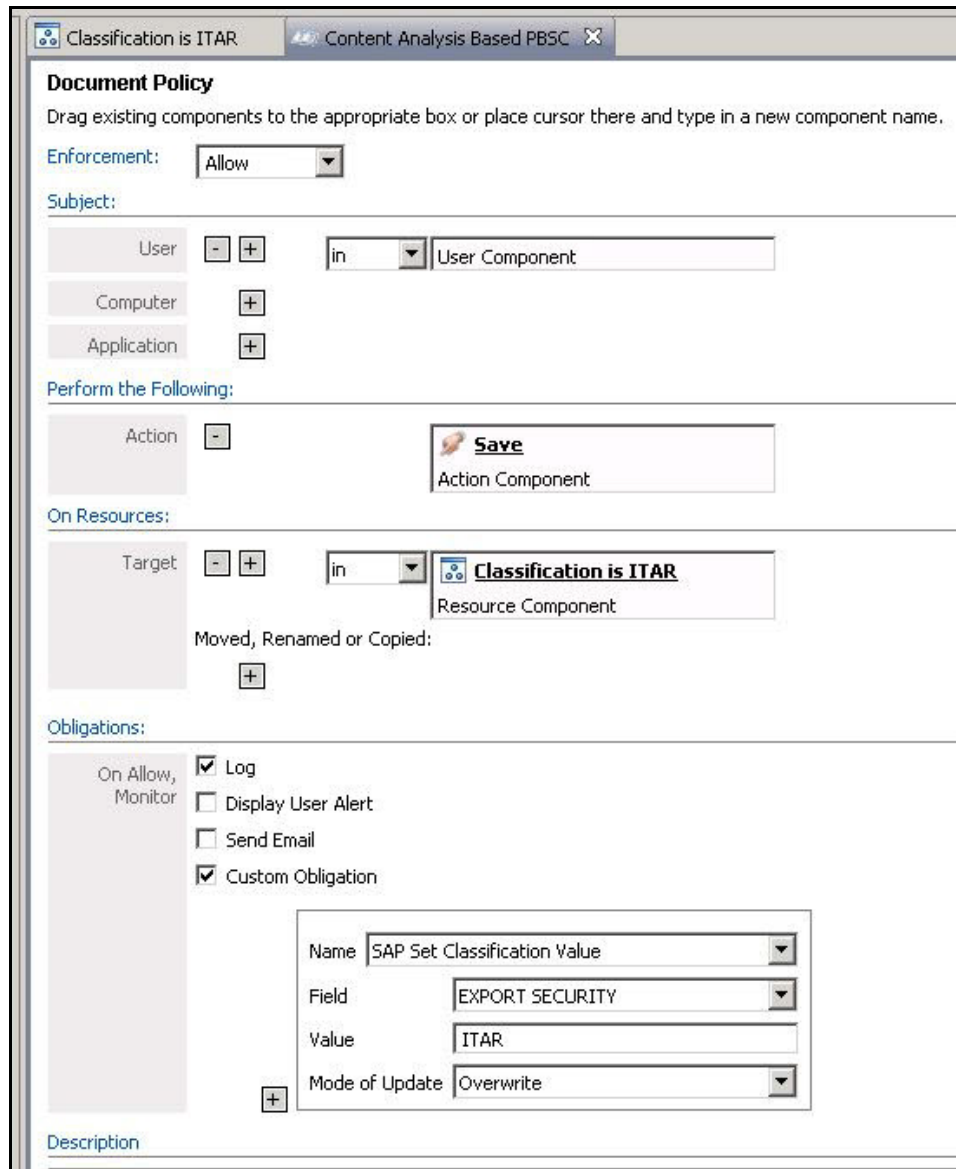 Classification is ITAR Content Analysis Based PBSC
Document Policy
Drag existing components to the appropriate box or place cursor there and type in a new component name.
Enforcement: Allow
Subject:
User - + in User Component
Computer +
Application +
Perform the Following:
Action - Save
Action Component
On Resources:
Target - + in Classification is ITAR
Resource Component
Moved, Renamed or Copied:
+
Obligations:
On Allow, Log
Monitor Display User Alert
Send Email
Custom Obligation
Name SAP Set Classification Value
Field EXPORT SECURITY
Value ITAR
+ Mode of Update Overwrite
Description